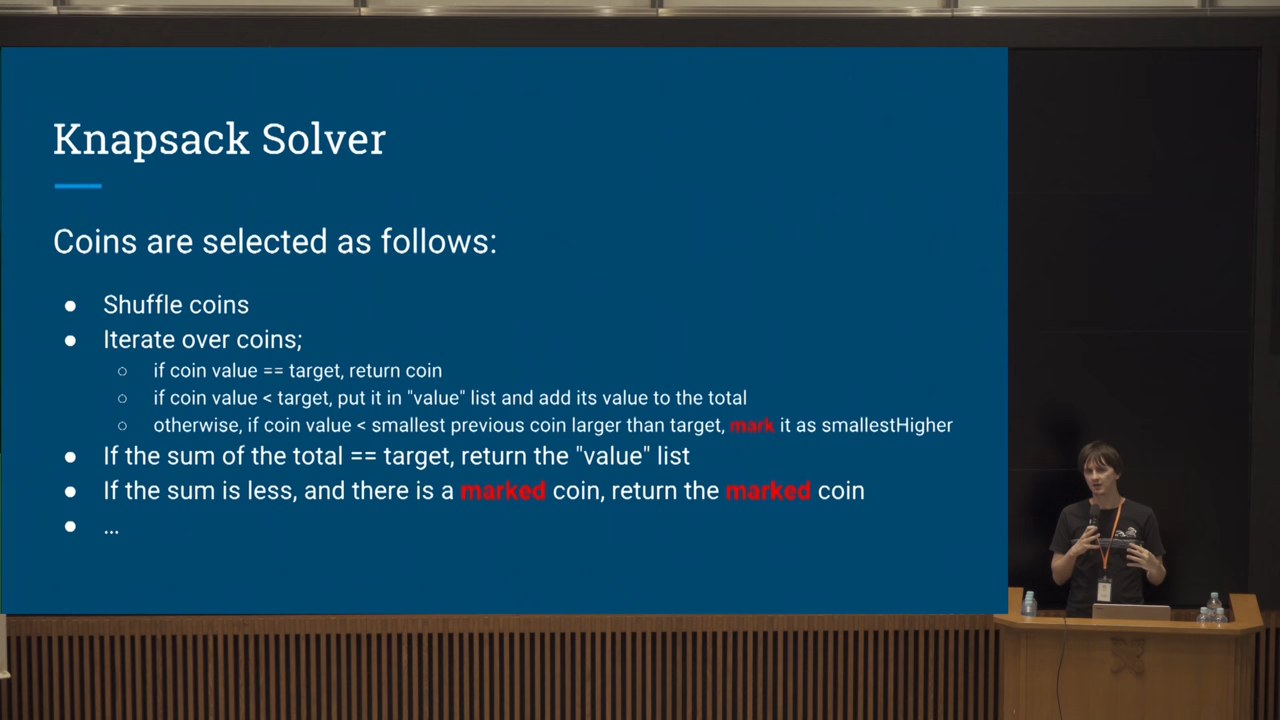 Knapsack Solver
Coins are selected as follows:
● Shuffle coins
● Iterate over coins;
○ if coin value == target, return coin
○ if coin value < target, put it in "value" list and add its value to the total
○ otherwise, if coin value < smallest previous coin larger than target, mark it as smallestHigher
● If the sum of the total == target, return the "value" list
● If the sum is less, and there is a marked coin, return the marked coin
● ...